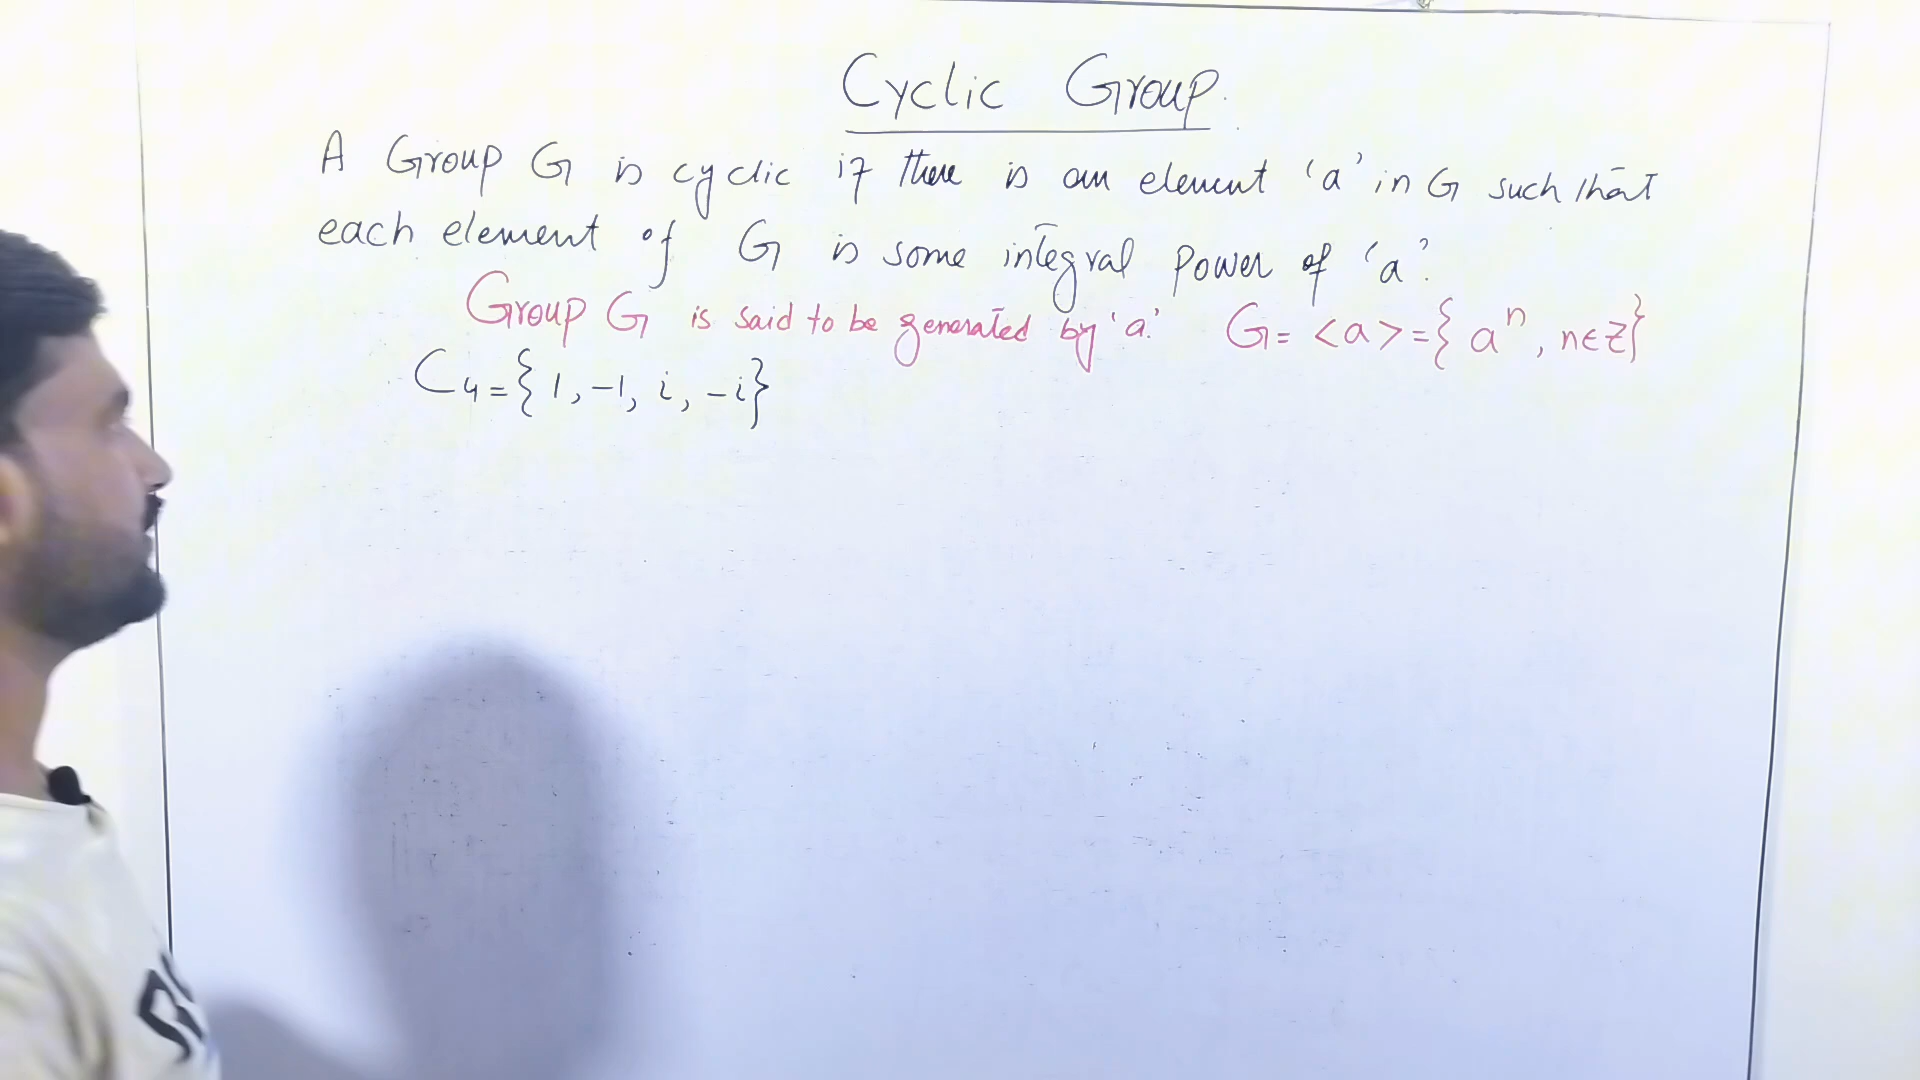 Cyclic Group.
A Group G is cyclic if there is an element 'a' in G such that
each element of G is some integral Power of 'a'.
Group G is said to be generated by 'a'. G = <a> = { aⁿ, n∈Z}
C₄ = { 1, -1, i, -i}